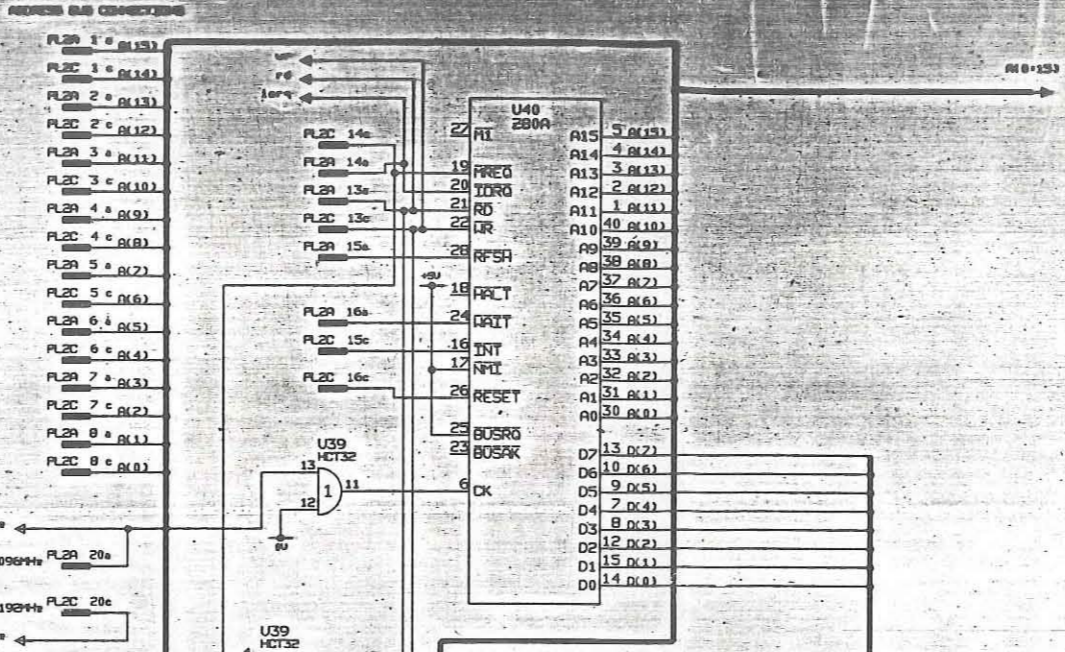 ADDRESS BUS CONNECTIONS
PL2A 1 a A(15)
PL2C 1 c A(14)
PL2A 2 a A(13)
PL2C 2 c A(12)
PL2A 3 a A(11)
PL2C 3 c A(10)
PL2A 4 a A(9)
PL2C 4 c A(8)
PL2A 5 a A(7)
PL2C 5 c A(6)
PL2A 6 a A(5)
PL2C 6 c A(4)
PL2A 7 a A(3)
PL2C 7 c A(2)
PL2A 8 a A(1)
PL2C 8 c A(0)
096MHz PL2A 20a
192MHz PL2C 20c
wr
rd
iorq
PL2C 14c
PL2A 14a
PL2A 13a
PL2C 13c
PL2A 15a
PL2A 16a
PL2C 15c
PL2C 16c
+5V
U39
HCT32
13
12
1
11
0V
U39
HCT32
U40
Z80A
27 M1
19 MREQ
20 IORQ
21 RD
22 WR
28 RFSH
18 HALT
24 WAIT
16 INT
17 NMI
26 RESET
25 BUSRQ
23 BUSAK
6 CK
A15 5 A(15)
A14 4 A(14)
A13 3 A(13)
A12 2 A(12)
A11 1 A(11)
A10 40 A(10)
A9 39 A(9)
A8 38 A(8)
A7 37 A(7)
A6 36 A(6)
A5 35 A(5)
A4 34 A(4)
A3 33 A(3)
A2 32 A(2)
A1 31 A(1)
A0 30 A(0)
D7 13 D(7)
D6 10 D(6)
D5 9 D(5)
D4 7 D(4)
D3 8 D(3)
D2 12 D(2)
D1 15 D(1)
D0 14 D(0)
A(0:15)